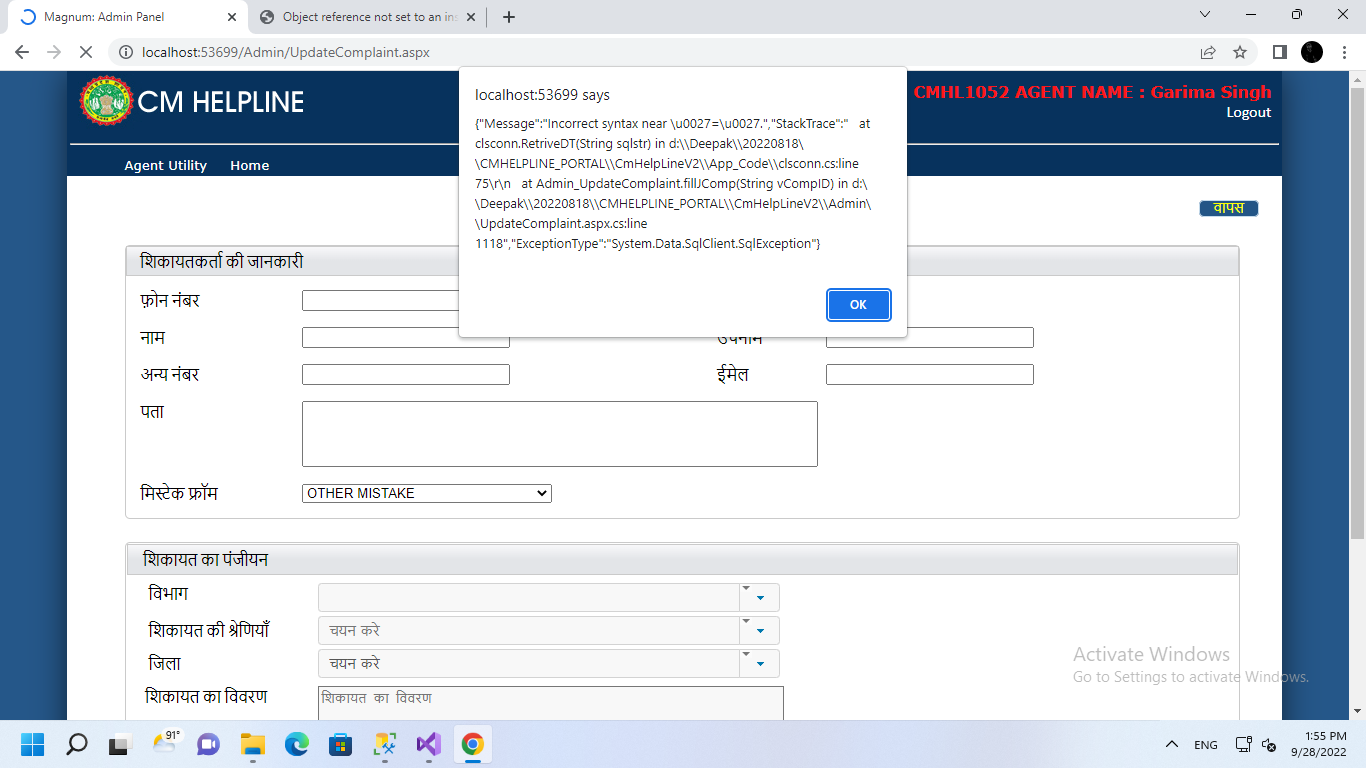 Magnum: Admin Panel
Object reference not set to an ins
localhost:53699/Admin/UpdateComplaint.aspx
localhost:53699 says
{"Message":"Incorrect syntax near \u0027=\u0027.","StackTrace":"   at
clsconn.RetriveDT(String sqlstr) in d:\\Deepak\\20220818\
\CMHELPLINE_PORTAL\\CmHelpLineV2\\App_Code\\clsconn.cs:line
75\r\n   at Admin_UpdateComplaint.fillJComp(String vCompID) in d:\
\Deepak\\20220818\\CMHELPLINE_PORTAL\\CmHelpLineV2\\Admin\
\UpdateComplaint.aspx.cs:line
1118","ExceptionType":"System.Data.SqlClient.SqlException"}
OK
CM HELPLINE
CMHL1052 AGENT NAME : Garima Singh
Logout
Agent Utility Home
वापस
शिकायतकर्ता की जानकारी
फ़ोन नंबर
नाम
उपनाम
अन्य नंबर
ईमेल
पता
मिस्टेक फ्रॉम
OTHER MISTAKE
शिकायत का पंजीयन
विभाग
शिकायत की श्रेणियाँ
चयन करे
जिला
चयन करे
शिकायत का विवरण
शिकायत का विवरण
Activate Windows
Go to Settings to activate Windows.
91°
ENG
1:55 PM
9/28/2022